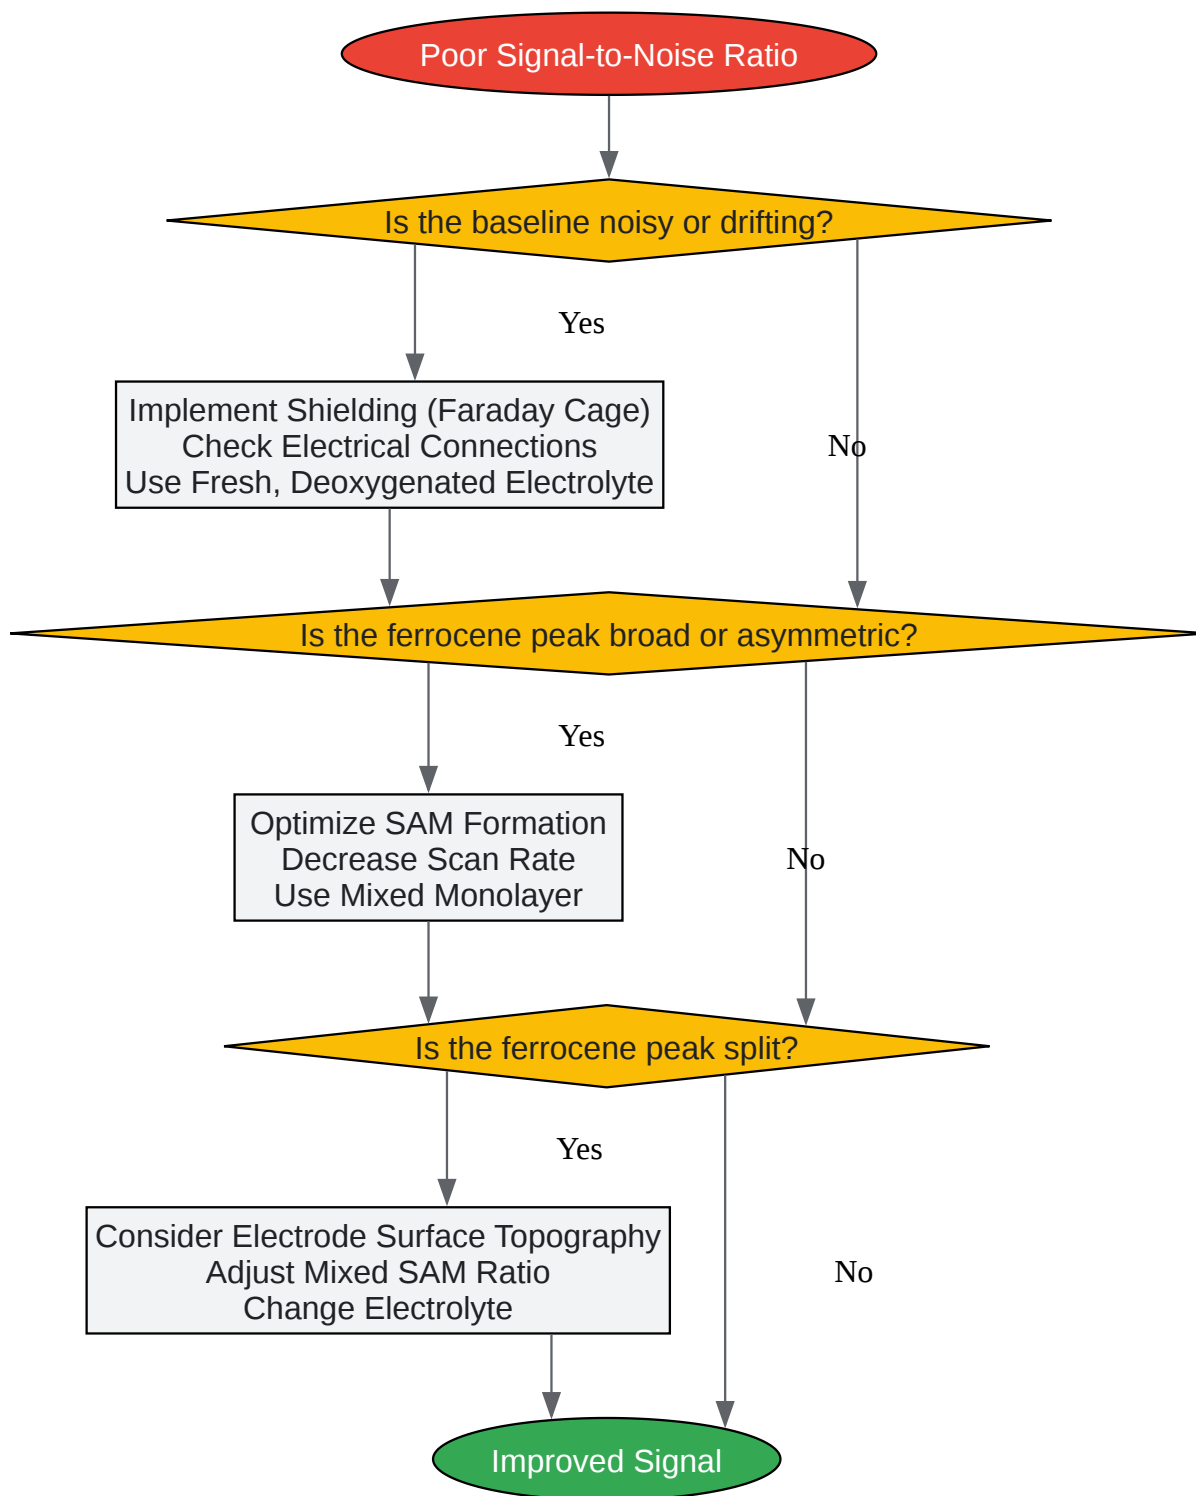 Poor Signal-to-Noise Ratio
Is the baseline noisy or drifting?
Yes
Implement Shielding (Faraday Cage)
Check Electrical Connections
Use Fresh, Deoxygenated Electrolyte
No
Is the ferrocene peak broad or asymmetric?
Yes
Optimize SAM Formation
Decrease Scan Rate
Use Mixed Monolayer
No
Is the ferrocene peak split?
Yes
Consider Electrode Surface Topography
Adjust Mixed SAM Ratio
Change Electrolyte
No
Improved Signal